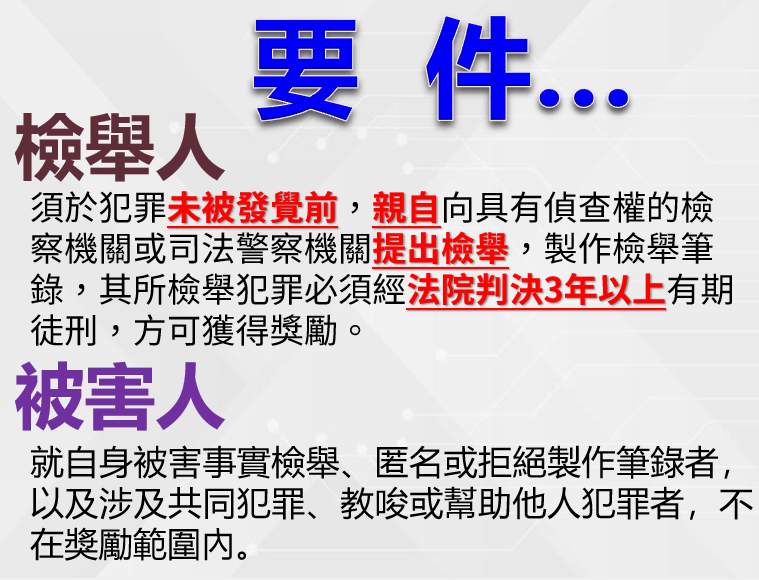 要 件...
檢舉人
須於犯罪未被發覺前，親自向具有偵查權的檢
察機關或司法警察機關提出檢舉，製作檢舉筆
錄，其所檢舉犯罪必須經法院判決3年以上有期
徒刑，方可獲得獎勵。
被害人
就自身被害事實檢舉、匿名或拒絕製作筆錄者，
以及涉及共同犯罪、教唆或幫助他人犯罪者，不
在獎勵範圍內。